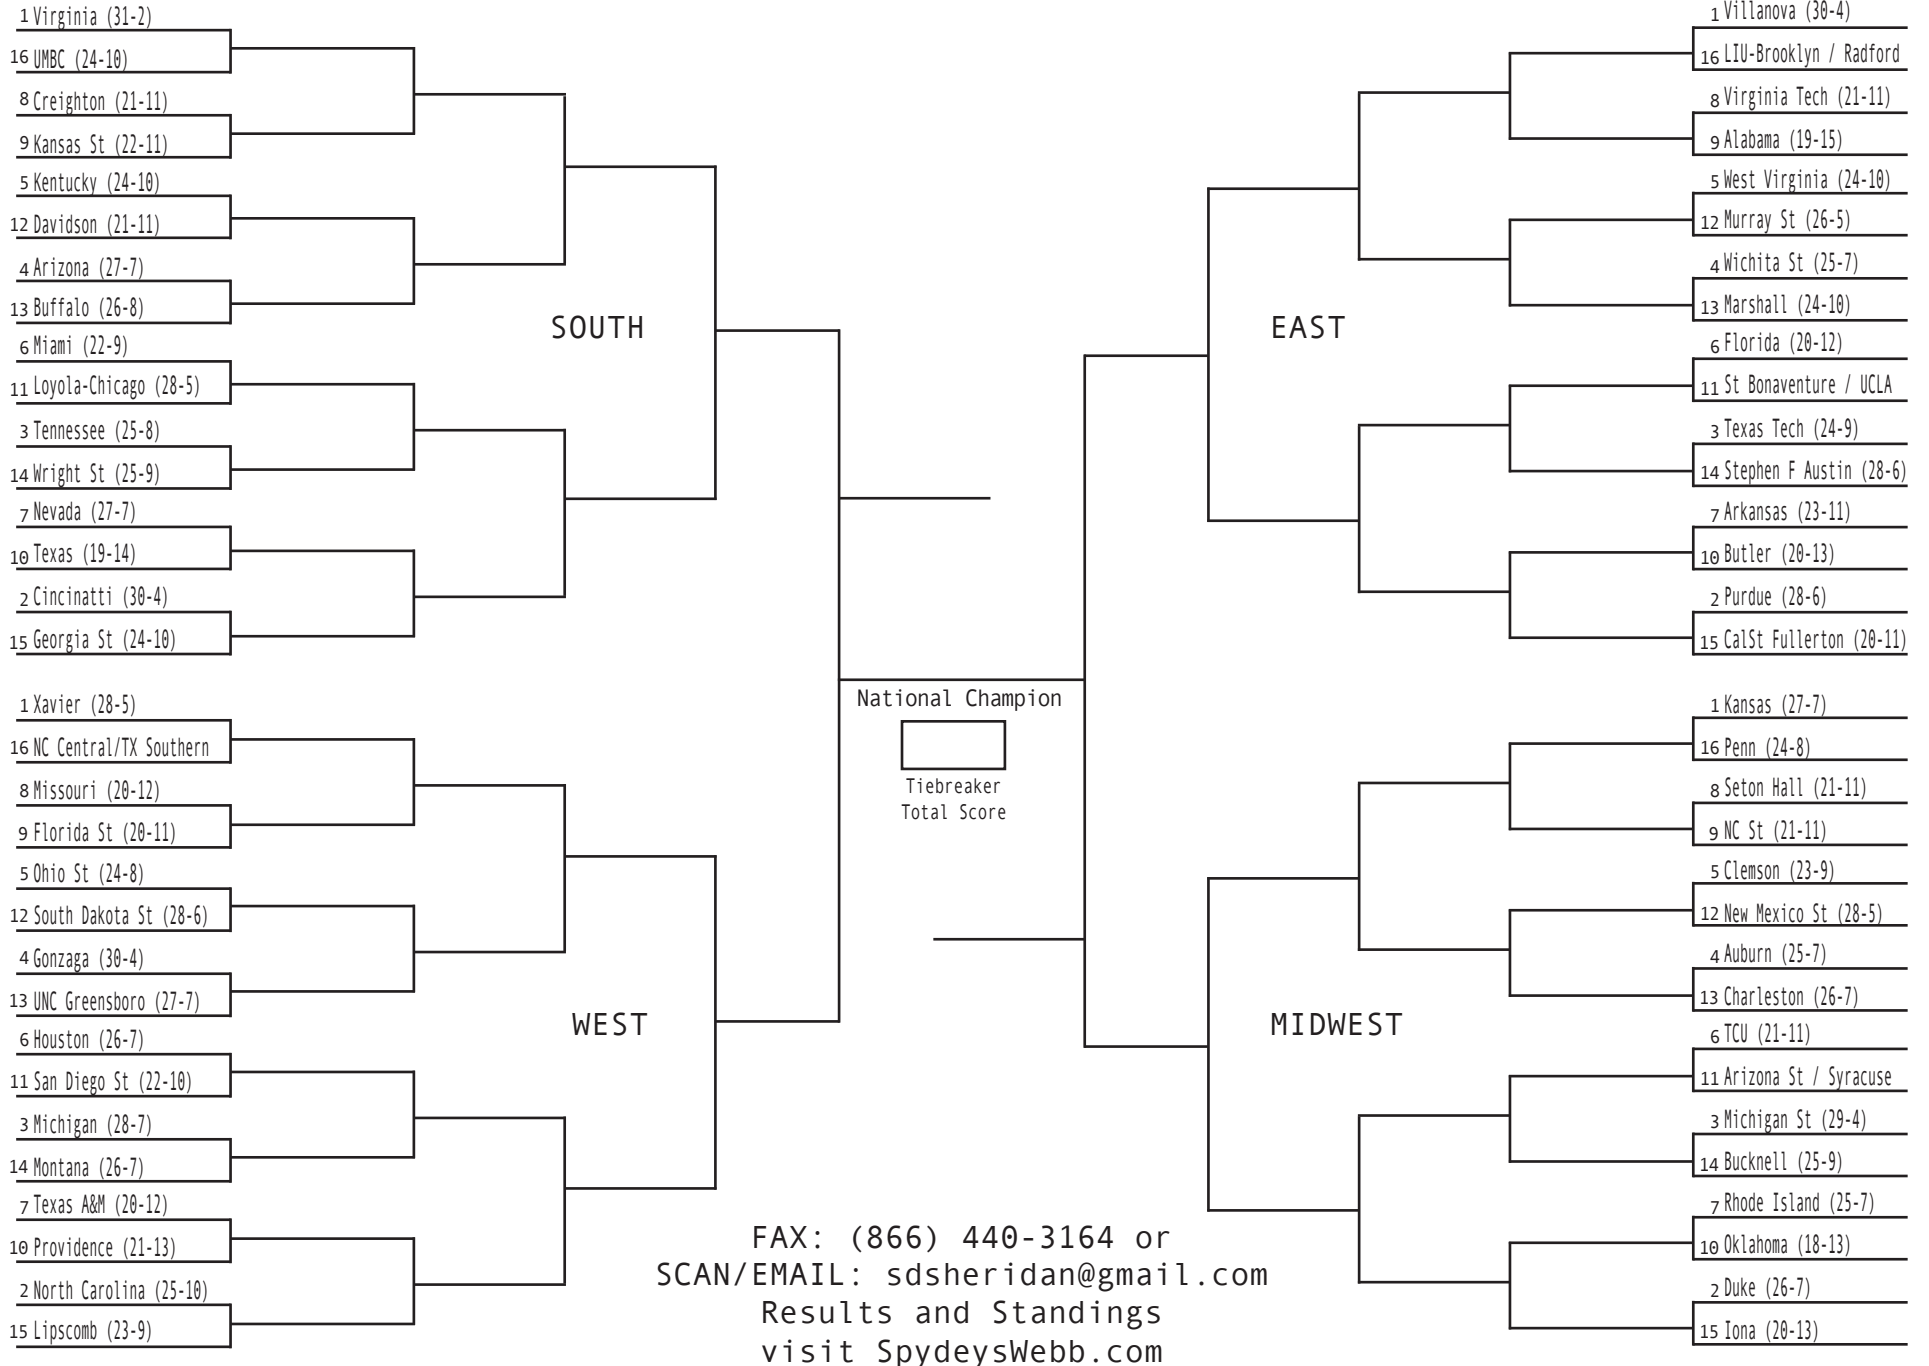 1 Virginia (31-2)
16 UMBC (24-10)
8 Creighton (21-11)
9 Kansas St (22-11)
5 Kentucky (24-10)
12 Davidson (21-11)
4 Arizona (27-7)
13 Buffalo (26-8)
6 Miami (22-9)
11 Loyola-Chicago (28-5)
3 Tennessee (25-8)
14 Wright St (25-9)
7 Nevada (27-7)
10 Texas (19-14)
2 Cincinatti (30-4)
15 Georgia St (24-10)
SOUTH
1 Xavier (28-5)
16 NC Central/TX Southern
8 Missouri (20-12)
9 Florida St (20-11)
5 Ohio St (24-8)
12 South Dakota St (28-6)
4 Gonzaga (30-4)
13 UNC Greensboro (27-7)
6 Houston (26-7)
11 San Diego St (22-10)
3 Michigan (28-7)
14 Montana (26-7)
7 Texas A&M (20-12)
10 Providence (21-13)
2 North Carolina (25-10)
15 Lipscomb (23-9)
WEST
National Champion
Tiebreaker
Total Score
1 Villanova (30-4)
16 LIU-Brooklyn / Radford
8 Virginia Tech (21-11)
9 Alabama (19-15)
5 West Virginia (24-10)
12 Murray St (26-5)
4 Wichita St (25-7)
13 Marshall (24-10)
6 Florida (20-12)
11 St Bonaventure / UCLA
3 Texas Tech (24-9)
14 Stephen F Austin (28-6)
7 Arkansas (23-11)
10 Butler (20-13)
2 Purdue (28-6)
15 CalSt Fullerton (20-11)
EAST
1 Kansas (27-7)
16 Penn (24-8)
8 Seton Hall (21-11)
9 NC St (21-11)
5 Clemson (23-9)
12 New Mexico St (28-5)
4 Auburn (25-7)
13 Charleston (26-7)
6 TCU (21-11)
11 Arizona St / Syracuse
3 Michigan St (29-4)
14 Bucknell (25-9)
7 Rhode Island (25-7)
10 Oklahoma (18-13)
2 Duke (26-7)
15 Iona (20-13)
MIDWEST
FAX: (866) 440-3164 or
SCAN/EMAIL: sdsheridan@gmail.com
Results and Standings
visit SpydeysWebb.com